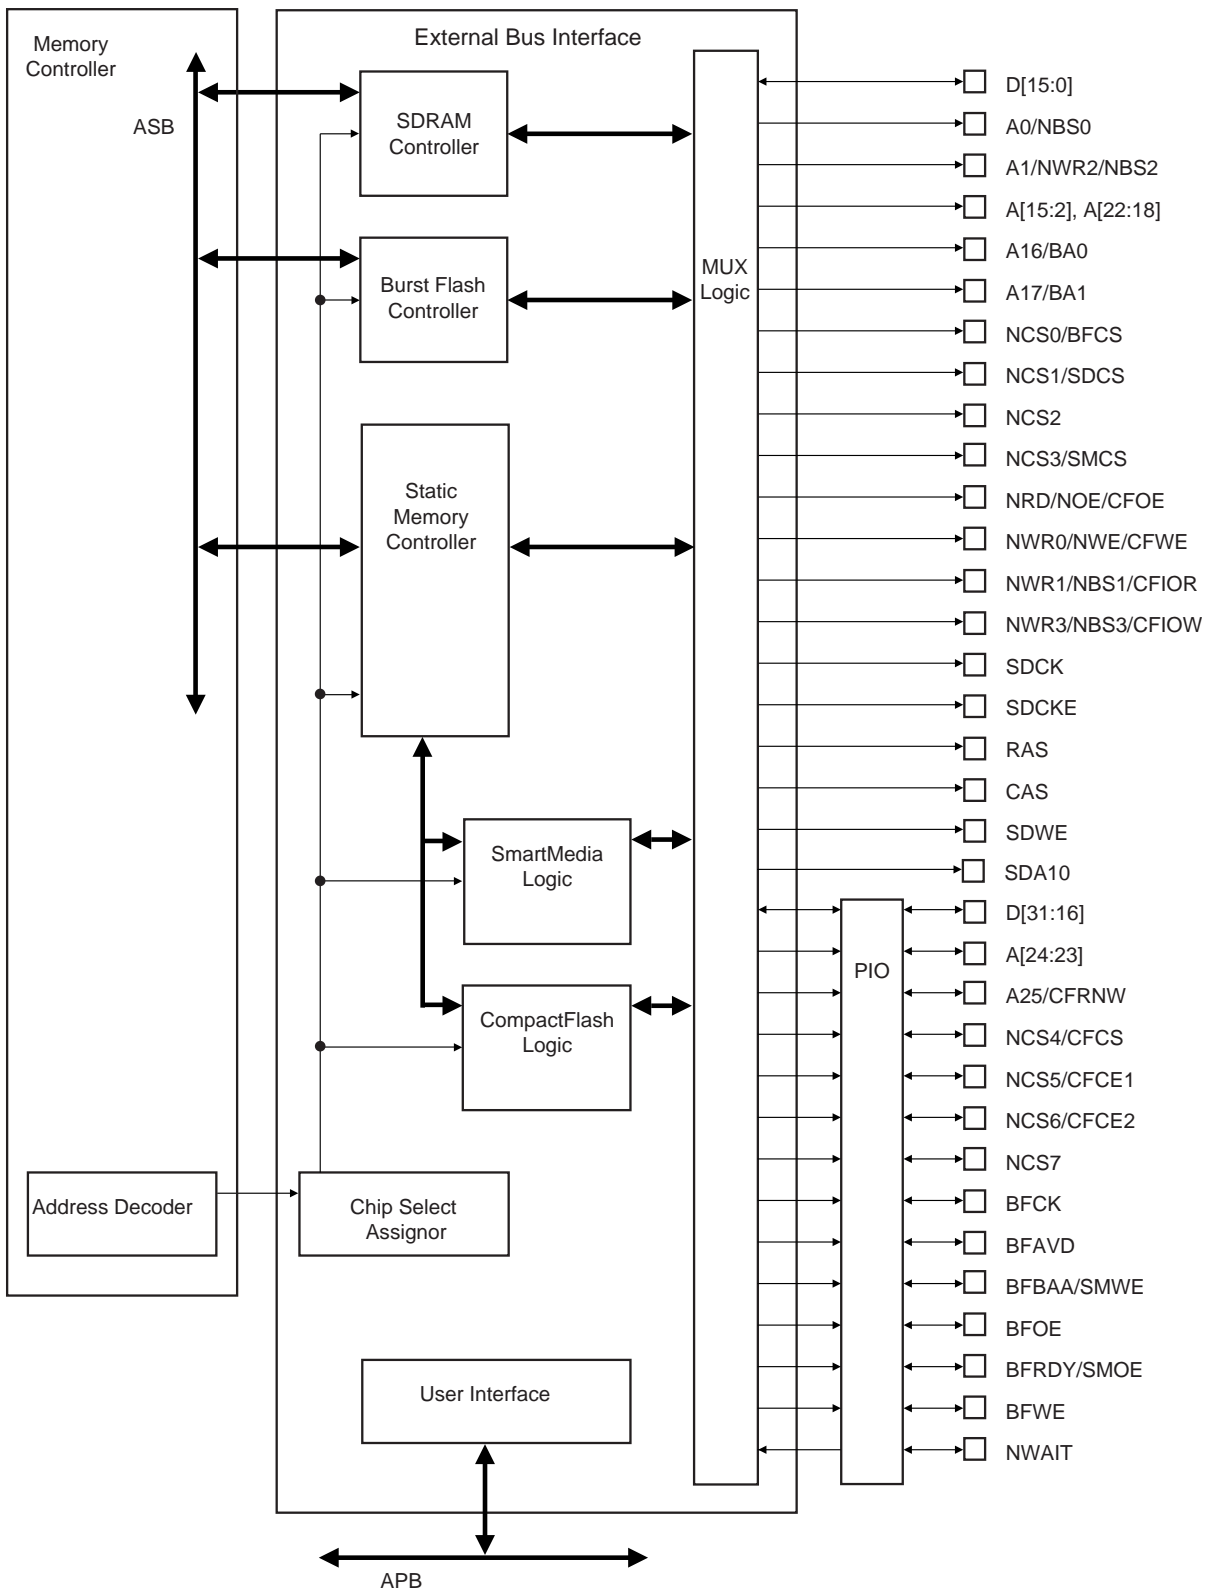 Memory
Controller
ASB
Address Decoder
External Bus Interface
SDRAM
Controller
Burst Flash
Controller
Static
Memory
Controller
SmartMedia
Logic
CompactFlash
Logic
Chip Select
Assignor
User Interface
APB
MUX
Logic
PIO
D[15:0]
A0/NBS0
A1/NWR2/NBS2
A[15:2], A[22:18]
A16/BA0
A17/BA1
NCS0/BFCS
NCS1/SDCS
NCS2
NCS3/SMCS
NRD/NOE/CFOE
NWR0/NWE/CFWE
NWR1/NBS1/CFIOR
NWR3/NBS3/CFIOW
SDCK
SDCKE
RAS
CAS
SDWE
SDA10
D[31:16]
A[24:23]
A25/CFRNW
NCS4/CFCS
NCS5/CFCE1
NCS6/CFCE2
NCS7
BFCK
BFAVD
BFBAA/SMWE
BFOE
BFRDY/SMOE
BFWE
NWAIT